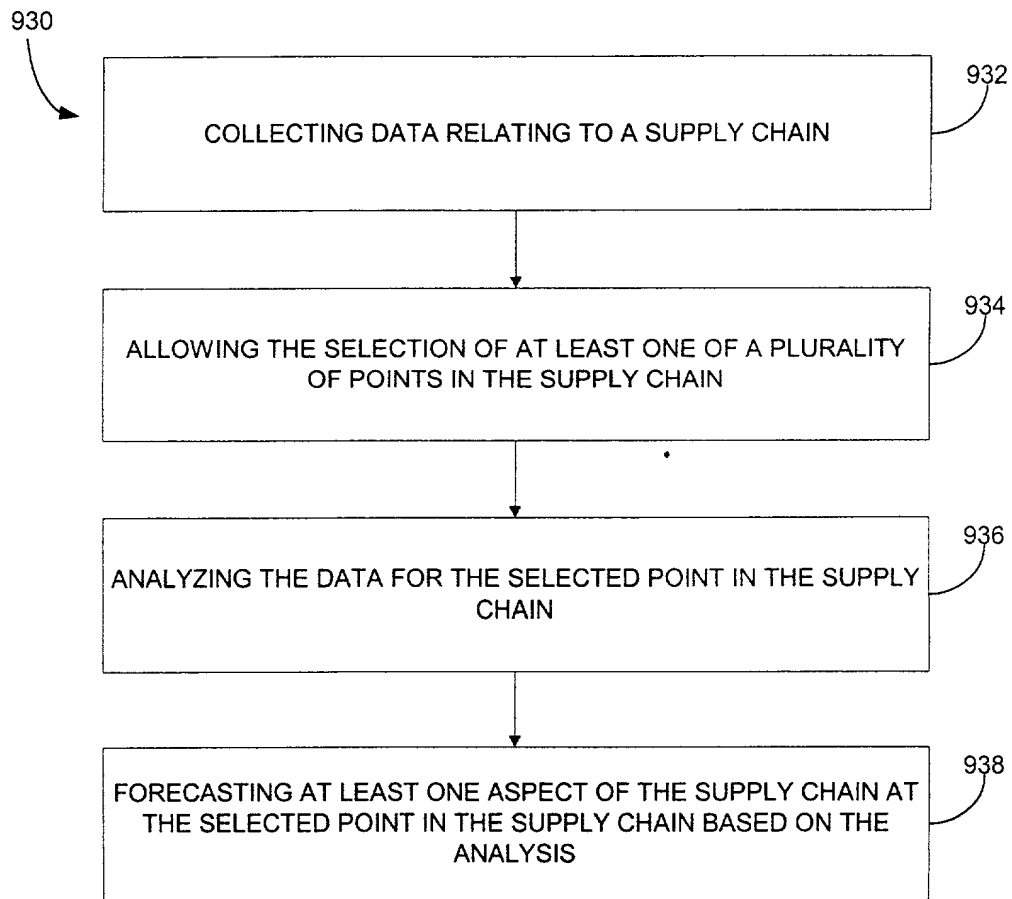 930
932
COLLECTING DATA RELATING TO A SUPPLY CHAIN
934
ALLOWING THE SELECTION OF AT LEAST ONE OF A PLURALITY
OF POINTS IN THE SUPPLY CHAIN
936
ANALYZING THE DATA FOR THE SELECTED POINT IN THE SUPPLY
CHAIN
938
FORECASTING AT LEAST ONE ASPECT OF THE SUPPLY CHAIN AT
THE SELECTED POINT IN THE SUPPLY CHAIN BASED ON THE
ANALYSIS